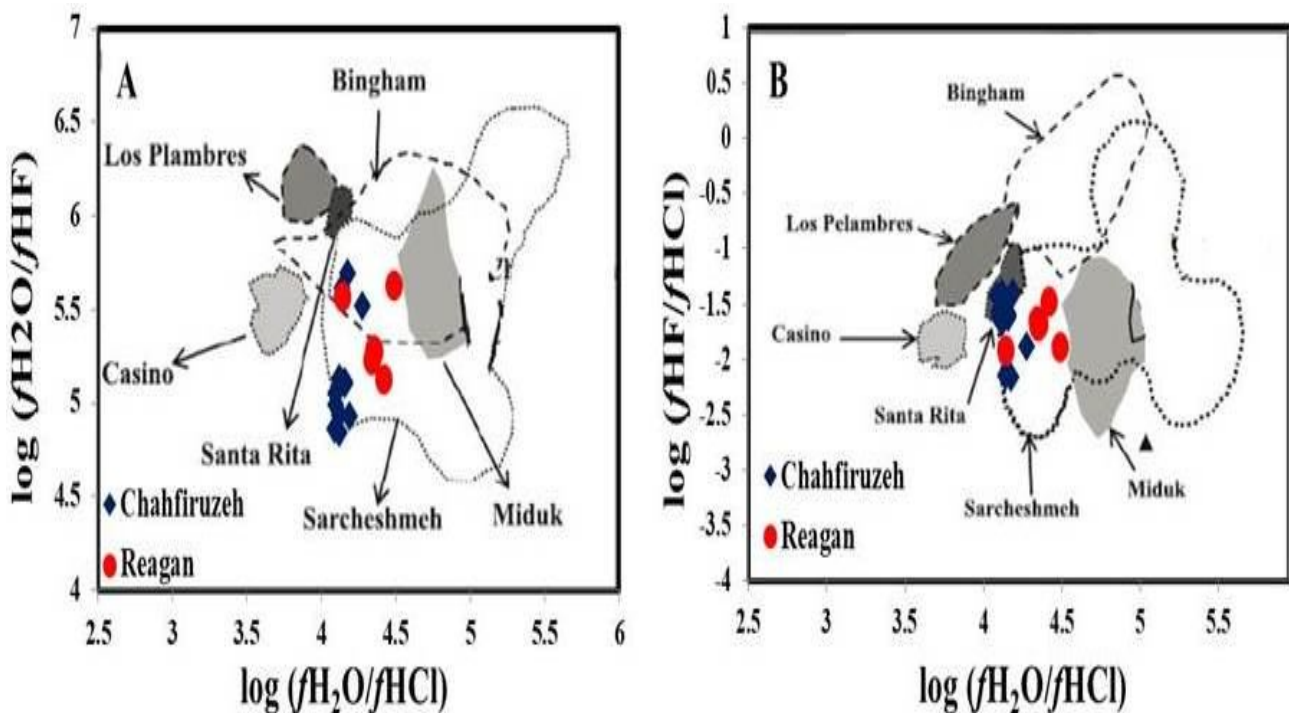 A
Bingham
Los Plambres
Casino
Santa Rita
Sarcheshmeh
Miduk
Chahfiruzeh
Reagan
log (fH2O/fHF)
7
6.5
6
5.5
5
4.5
4
2.5 3 3.5 4 4.5 5 5.5 6
log (fH₂O/fHCl)
B
Bingham
Los Pelambres
Casino
Santa Rita
Sarcheshmeh
Miduk
Chahfiruzeh
Reagan
log (fHF/fHCl)
1
0.5
0
-0.5
-1
-1.5
-2
-2.5
-3
-3.5
-4
2.5 3 3.5 4 4.5 5 5.5
log (fH₂O/fHCl)